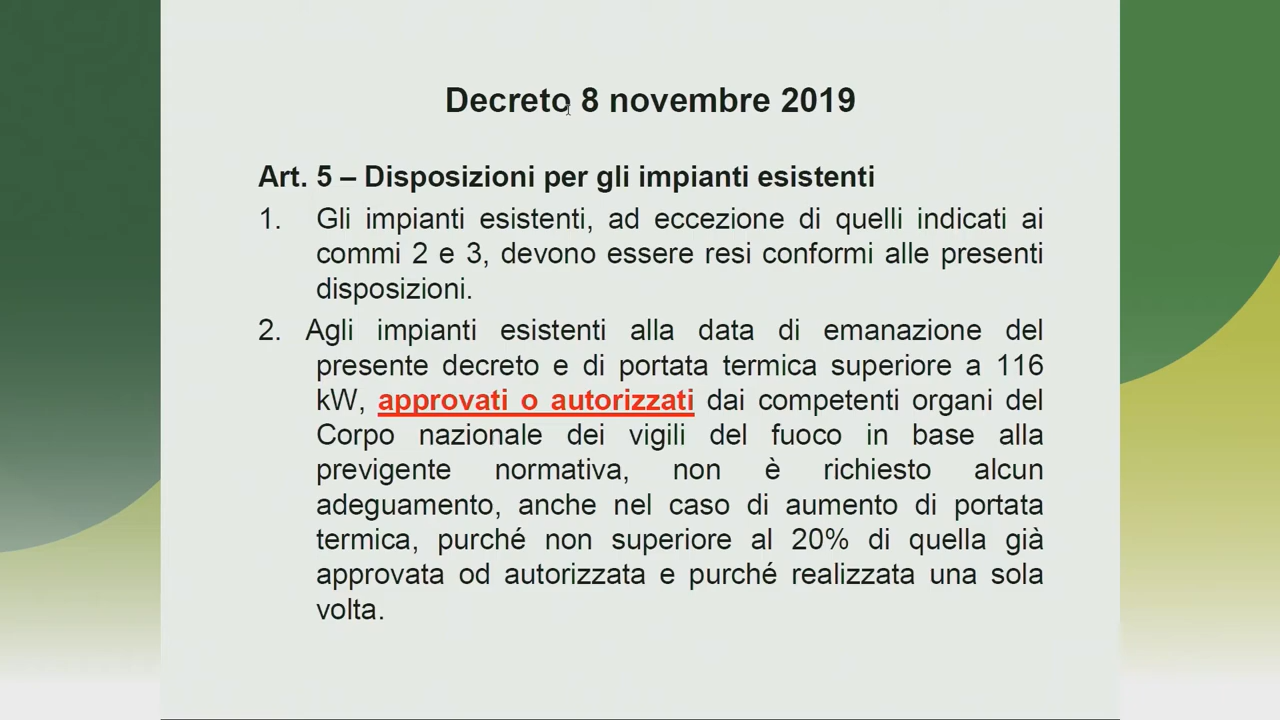 Decreto 8 novembre 2019
Art. 5 – Disposizioni per gli impianti esistenti
1. Gli impianti esistenti, ad eccezione di quelli indicati ai
commi 2 e 3, devono essere resi conformi alle presenti
disposizioni.
2. Agli impianti esistenti alla data di emanazione del
presente decreto e di portata termica superiore a 116
kW, approvati o autorizzati dai competenti organi del
Corpo nazionale dei vigili del fuoco in base alla
previgente normativa, non è richiesto alcun
adeguamento, anche nel caso di aumento di portata
termica, purché non superiore al 20% di quella già
approvata od autorizzata e purché realizzata una sola
volta.